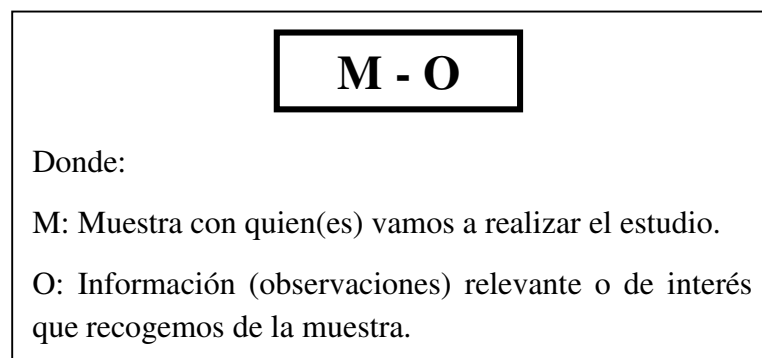 M - O
Donde:
M: Muestra con quien(es) vamos a realizar el estudio.
O: Información (observaciones) relevante o de interés
que recogemos de la muestra.